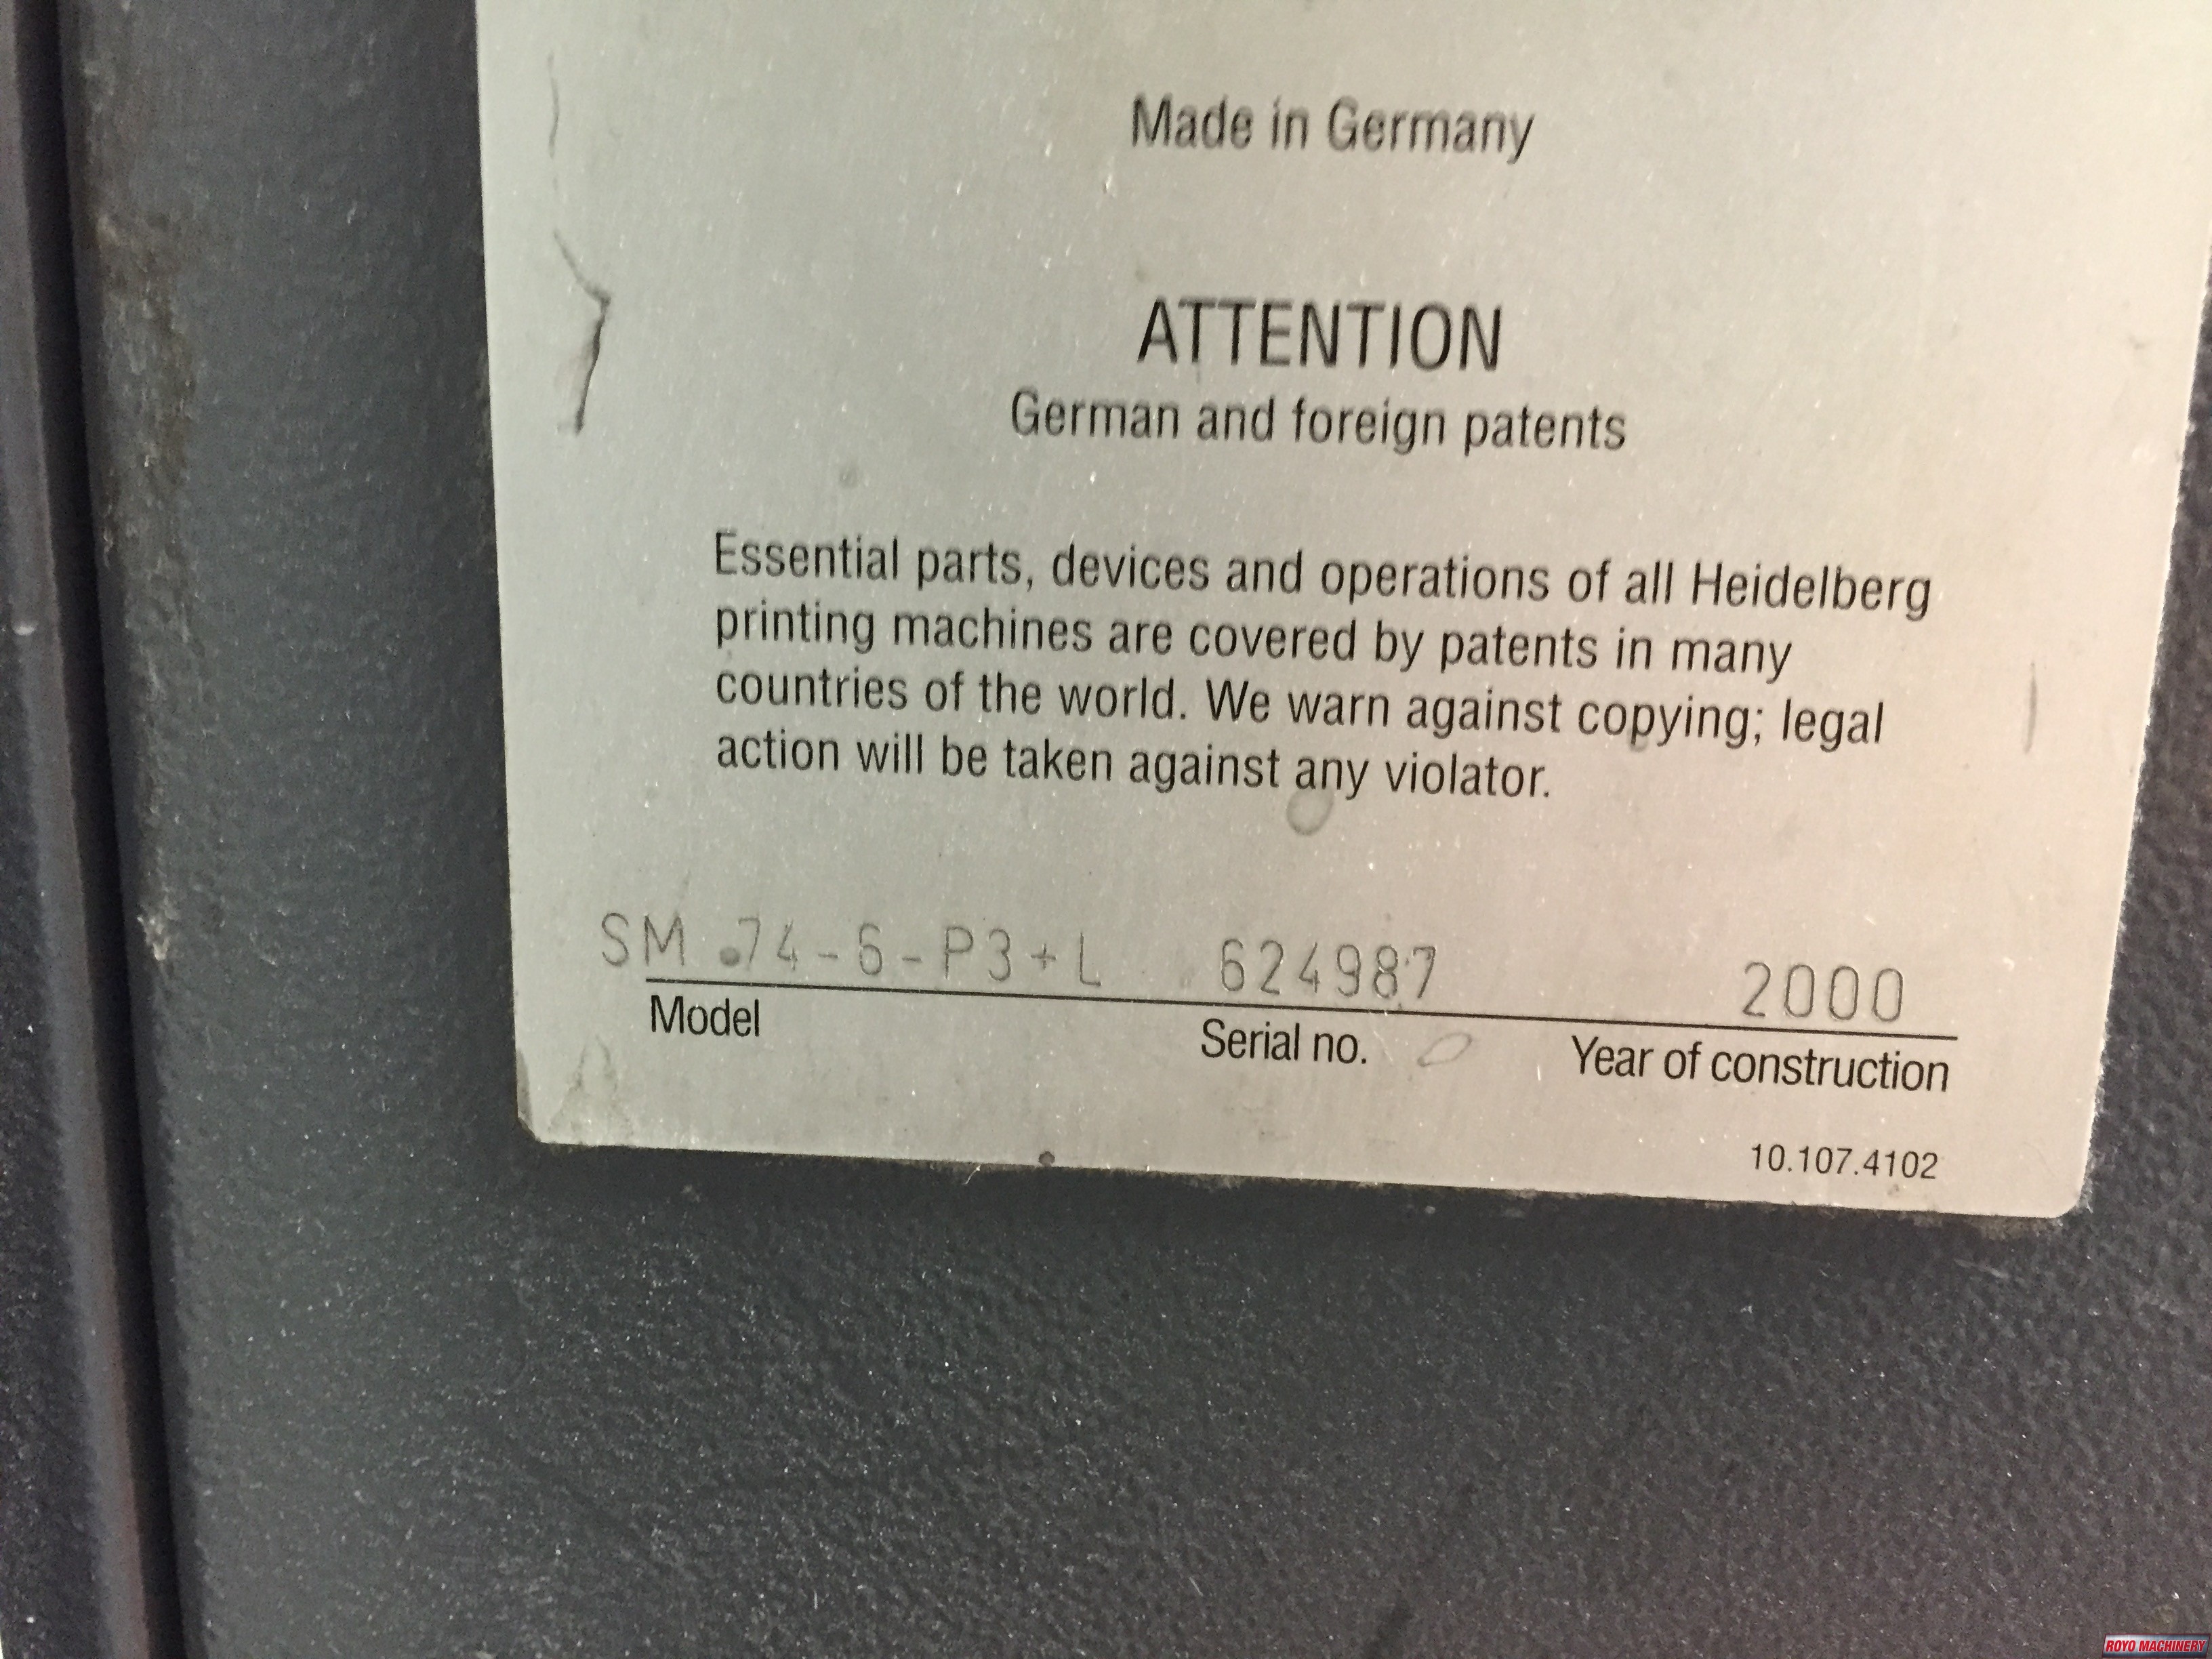 Made in Germany
ATTENTION
German and foreign patents
Essential parts, devices and operations of all Heidelberg
printing machines are covered by patents in many
countries of the world. We warn against copying; legal
action will be taken against any violator.
SM 74-6-P3+L 624987 2000
Model Serial no. Year of construction
10.107.4102
ROYO MACHINERY